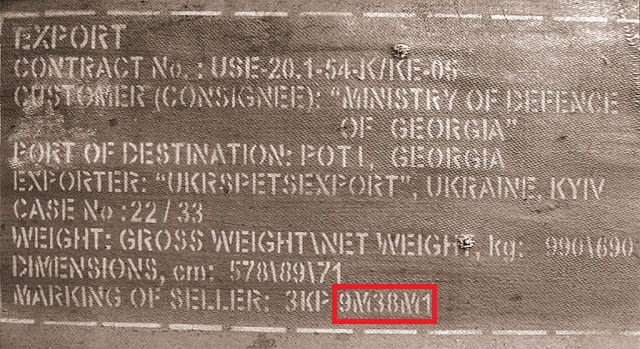 EXPORT
CONTRACT No. : USE-20.1-54-K/KE-05
CUSTOMER (CONSIGNEE): "MINISTRY OF DEFENCE
OF GEORGIA"
PORT OF DESTINATION: POTI, GEORGIA
EXPORTER: "UKRSPETSEXPORT", UKRAINE, KYIV
CASE No : 22 / 33
WEIGHT: GROSS WEIGHT\NET WEIGHT, kg: 990\690
DIMENSIONS, cm: 578\89\71
MARKING OF SELLER: 3KP 9M38M1